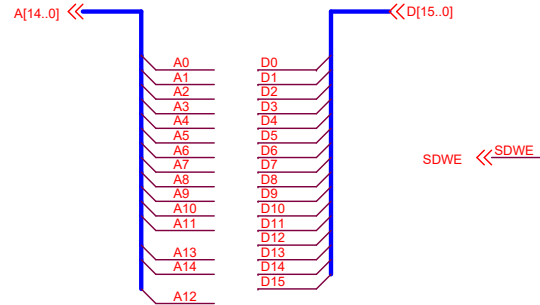 A[14..0]
D[15..0]
A0
D0
A1
D1
A2
D2
A3
D3
A4
D4
A5
D5
A6
D6
A7
D7
A8
D8
A9
D9
A10
D10
A11
D11
D12
A13
D13
A14
D14
D15
A12
SDWE
SDWE